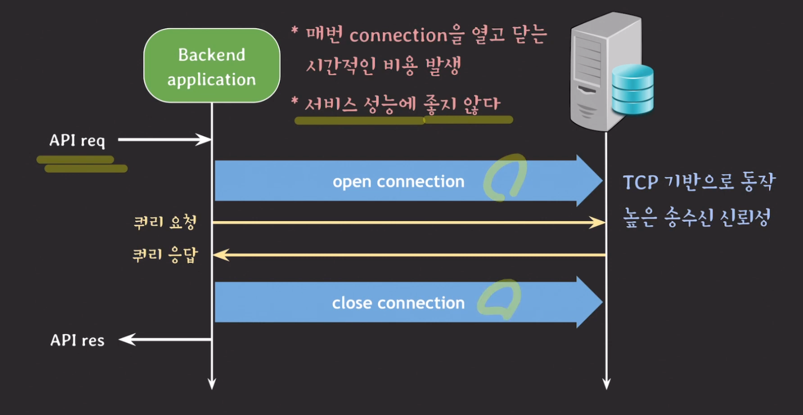 Backend
application
* 매번 connection을 열고 닫는
시간적인 비용 발생
* 서비스 성능에 좋지 않다
API req
open connection
TCP 기반으로 동작
높은 송수신 신뢰성
쿼리 요청
쿼리 응답
close connection
API res